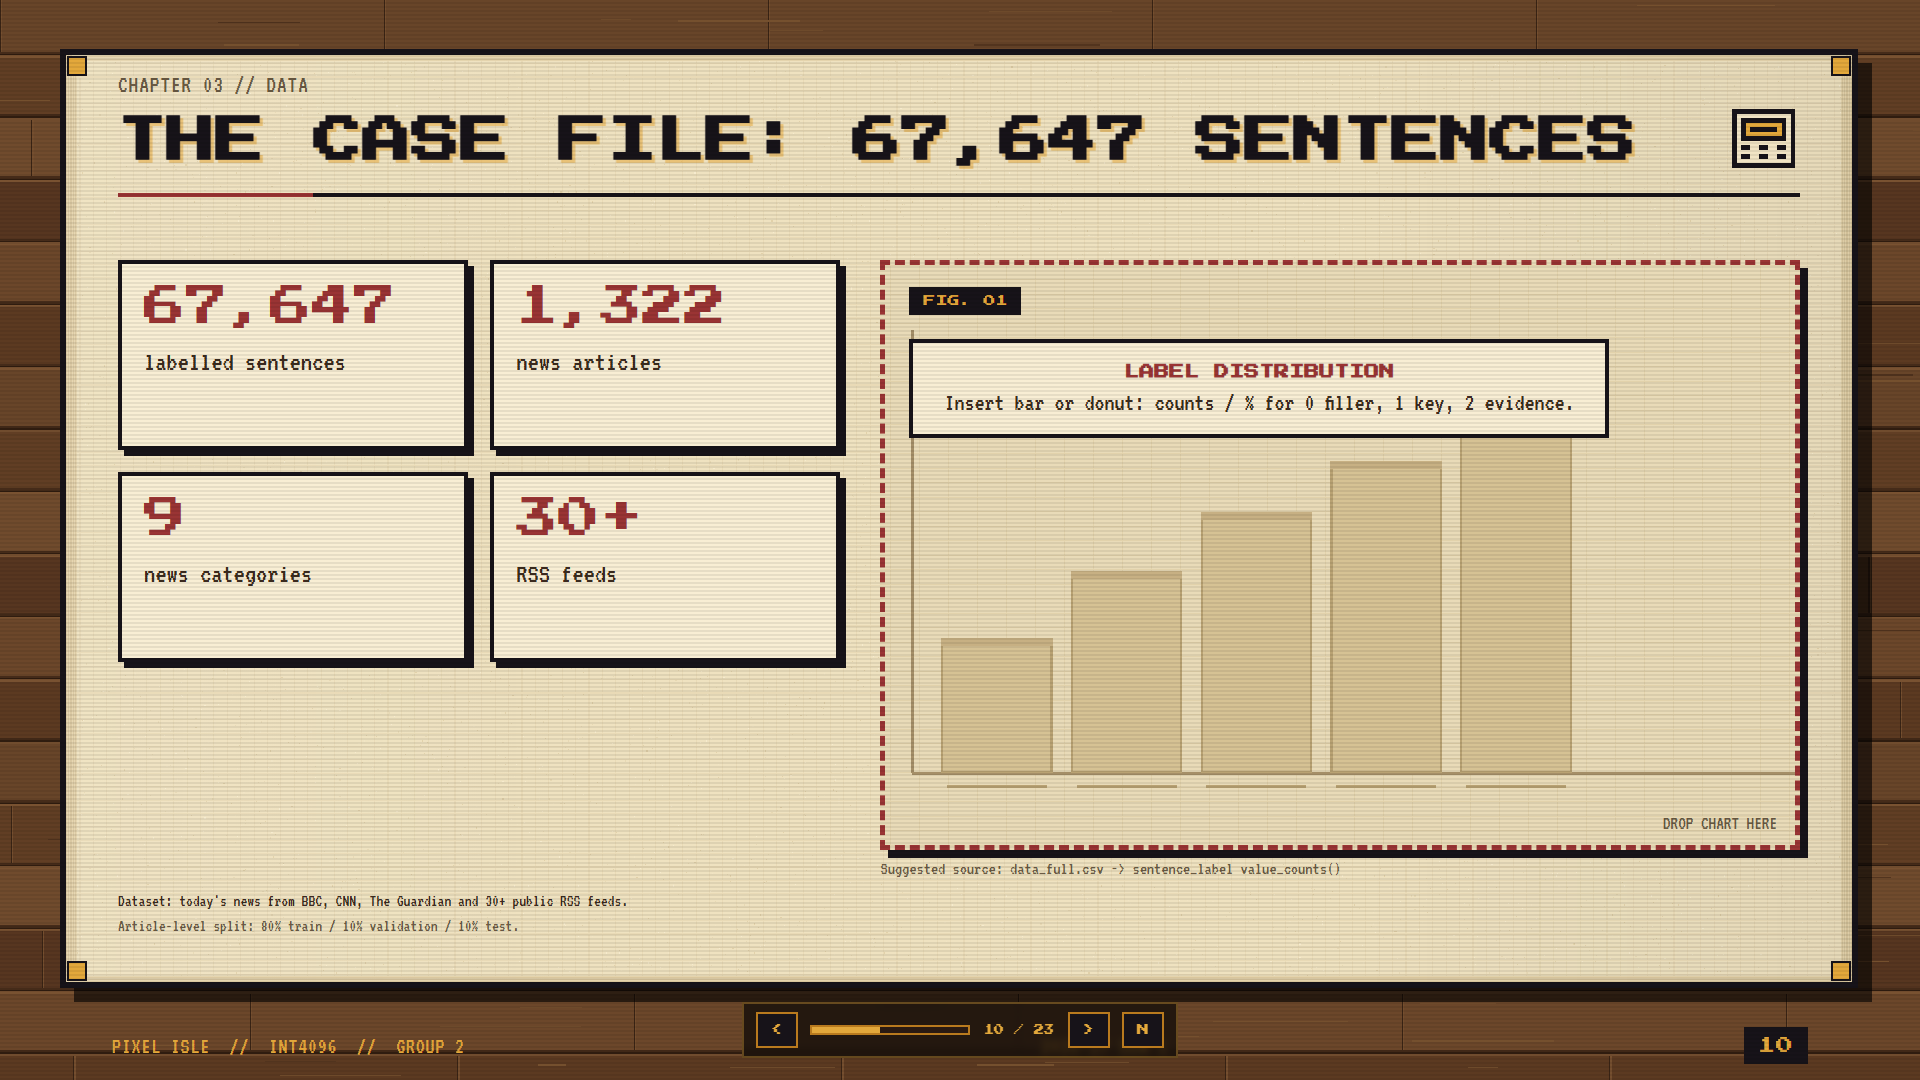 CHAPTER 03 // DATA
THE CASE FILE: 67,647 SENTENCES
67,647
labelled sentences
1,322
news articles
9
news categories
30+
RSS feeds
FIG. 01
LABEL DISTRIBUTION
Insert bar or donut: counts / % for 0 filler, 1 key, 2 evidence.
DROP CHART HERE
Suggested source: data_full.csv -> sentence_label value_counts()
Dataset: today's news from BBC, CNN, The Guardian and 30+ public RSS feeds.
Article-level split: 80% train / 10% validation / 10% test.
PIXEL ISLE // INT4096 // GROUP 2
< 10 / 23 > N
10